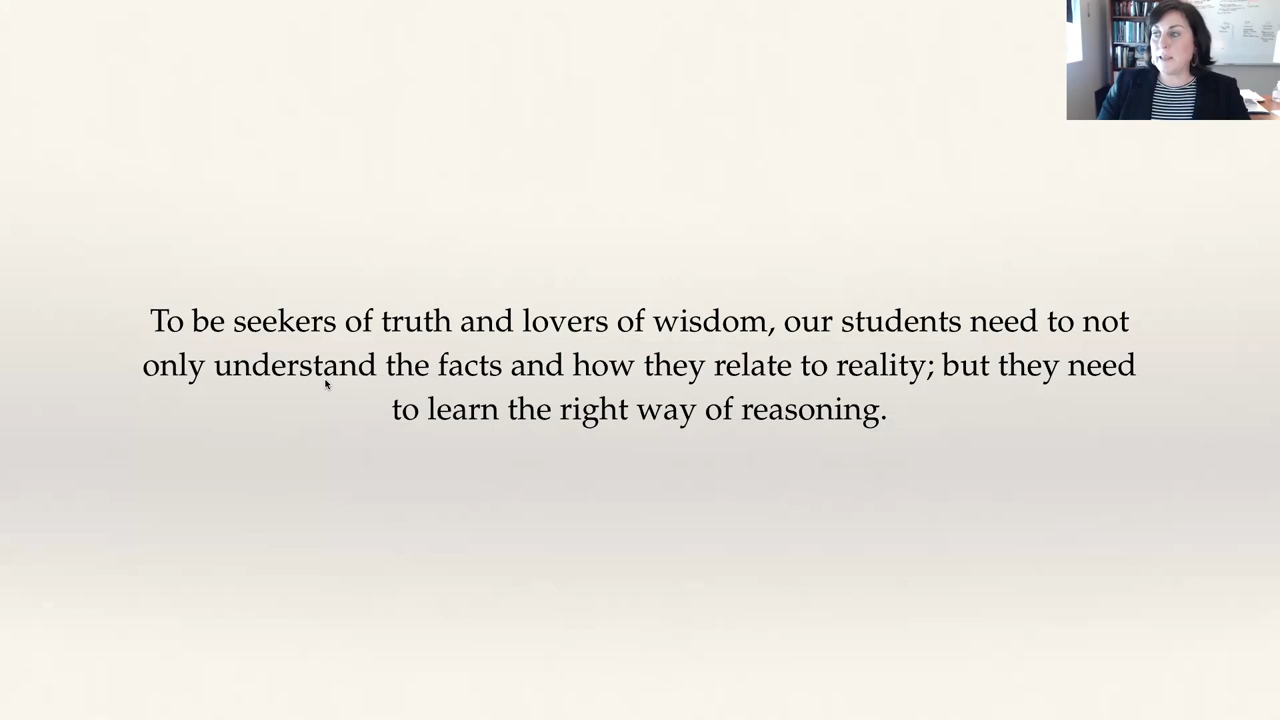 To be seekers of truth and lovers of wisdom, our students need to not
only understand the facts and how they relate to reality; but they need
to learn the right way of reasoning.